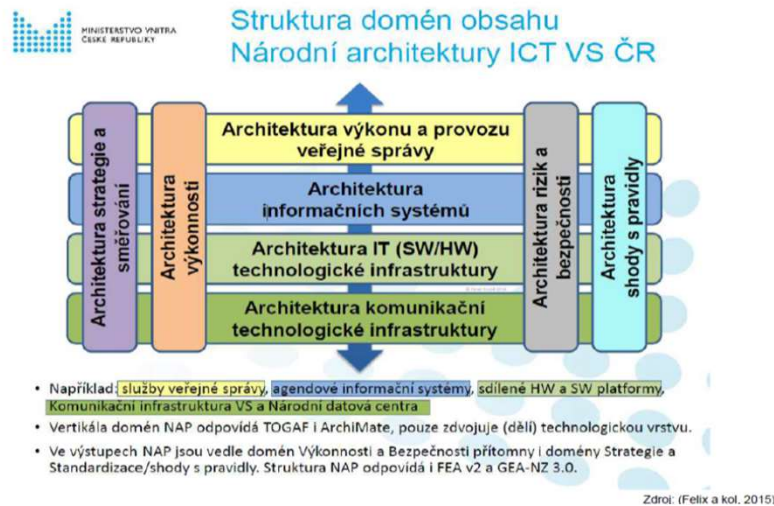 MINISTERSTVO VNITRA
ČESKÉ REPUBLIKY
Struktura domén obsahu
Národní architektury ICT VS ČR
Architektura strategie a
směřování
Architektura
výkonnosti
Architektura výkonu a provozu
veřejné správy
Architektura
informačních systémů
Architektura IT (SW/HW)
technologické infrastruktury
Architektura komunikační
technologické infrastruktury
Architektura rizik a
bezpečnosti
Architektura
shody s pravidly
• Například: služby veřejné správy, agendové informační systémy, sdílené HW a SW platformy,
Komunikační infrastruktura VS a Národní datová centra
• Vertikála domén NAP odpovídá TOGAF i ArchiMate, pouze zdvojuje (dělí) technologickou vrstvu.
• Ve výstupech NAP jsou vedle domén Výkonnosti a Bezpečnosti přítomny i domény Strategie a
Standardizace/shody s pravidly. Struktura NAP odpovídá i FEA v2 a GEA-NZ 3.0.
Zdroj: (Felix a kol. 2015)